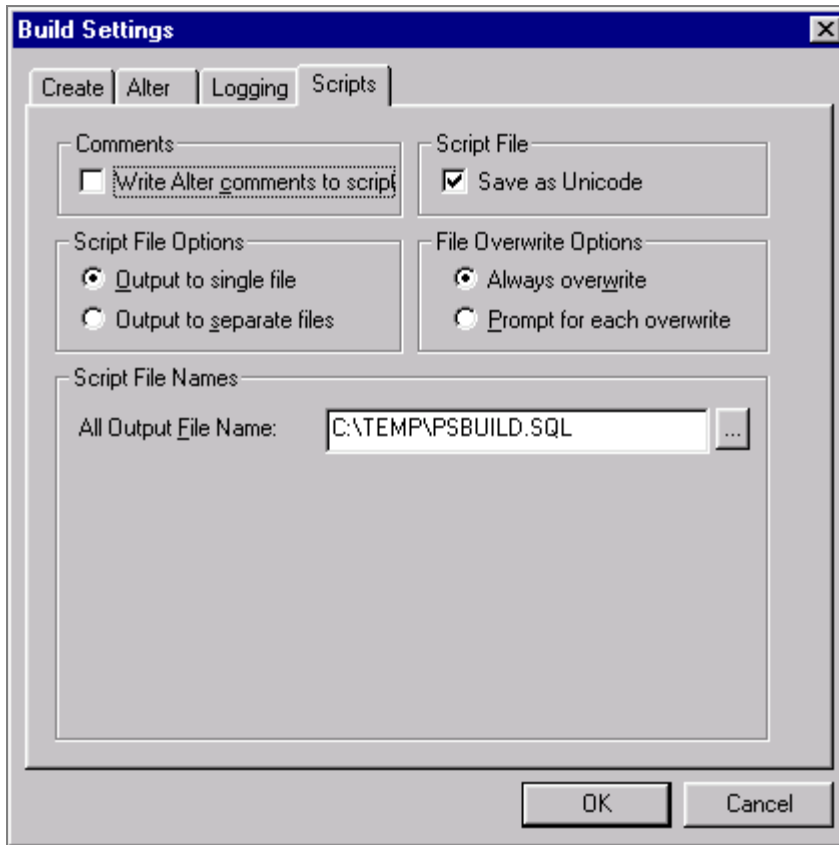 Build Settings
Create Alter Logging Scripts
Comments
Write Alter comments to script
Script File
Save as Unicode
Script File Options
Output to single file
Output to separate files
File Overwrite Options
Always overwrite
Prompt for each overwrite
Script File Names
All Output File Name: C:\TEMP\PSBUILD.SQL ...
OK Cancel